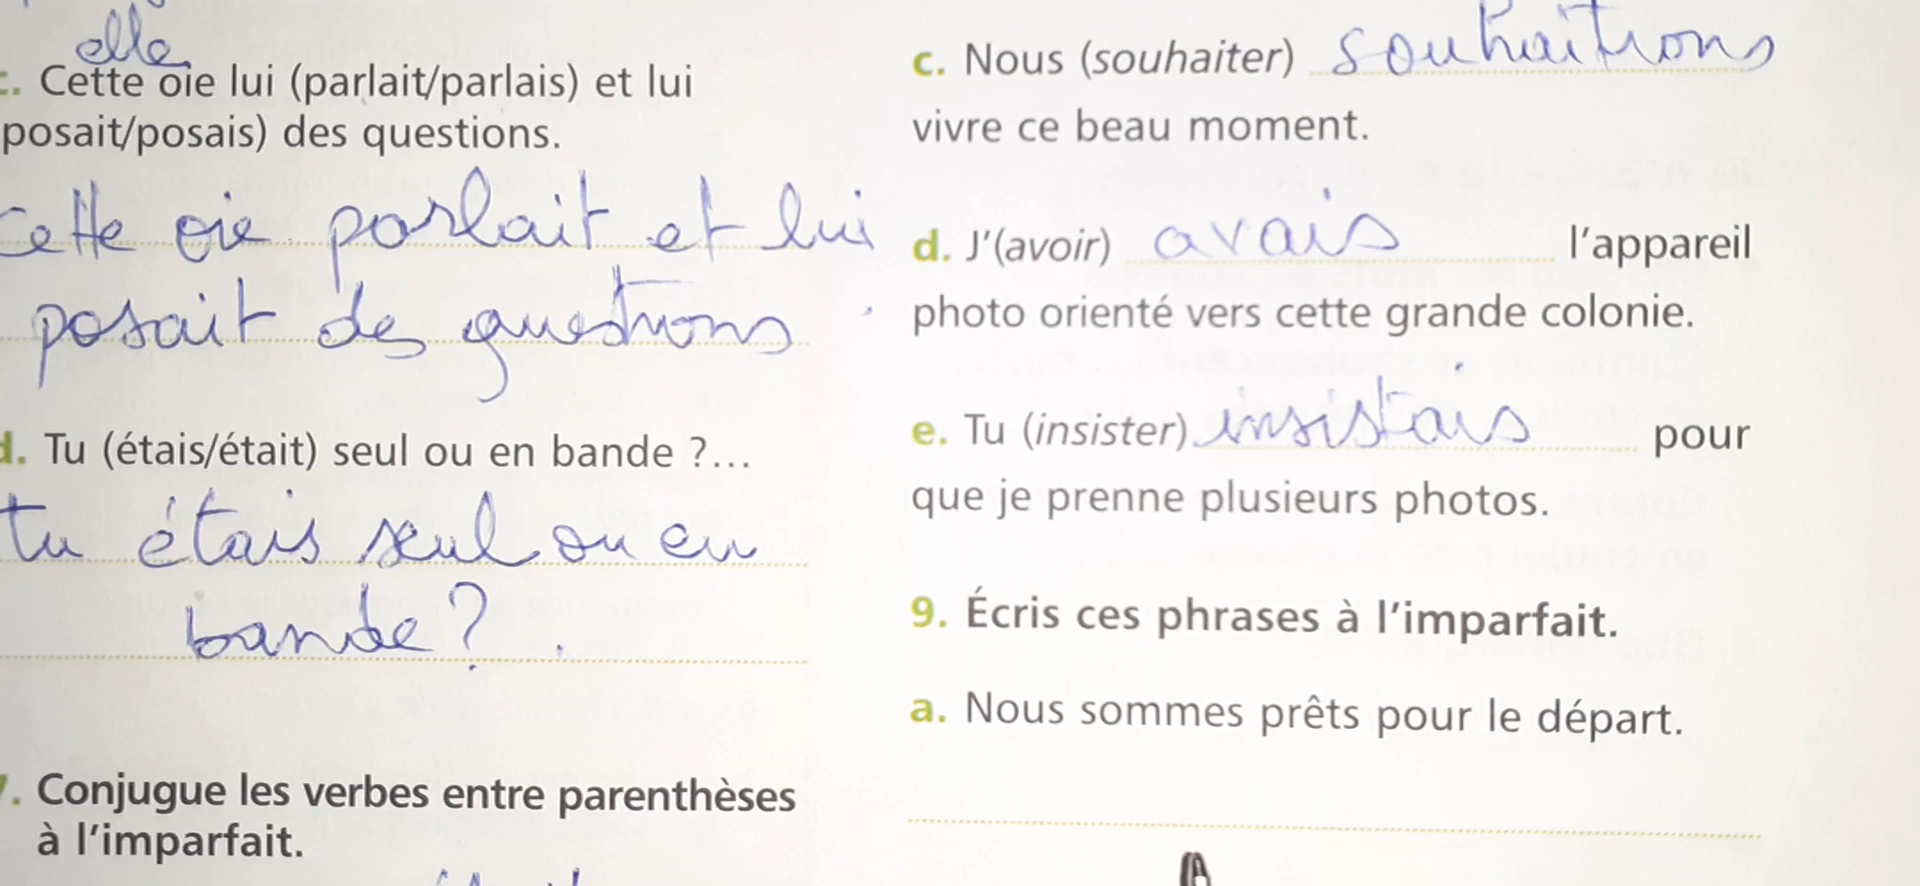 elle
c. Cette oie lui (parlait/parlais) et lui
posait/posais) des questions.
Cette oie parlait et lui
posait des questions
d. Tu (étais/était) seul ou en bande ?...
tu étais seul ou en
bande ?
7. Conjugue les verbes entre parenthèses
à l'imparfait.
c. Nous (souhaiter) souhaitions
vivre ce beau moment.
d. J'(avoir) avais l'appareil
photo orienté vers cette grande colonie.
e. Tu (insister) insistais pour
que je prenne plusieurs photos.
9. Écris ces phrases à l'imparfait.
a. Nous sommes prêts pour le départ.